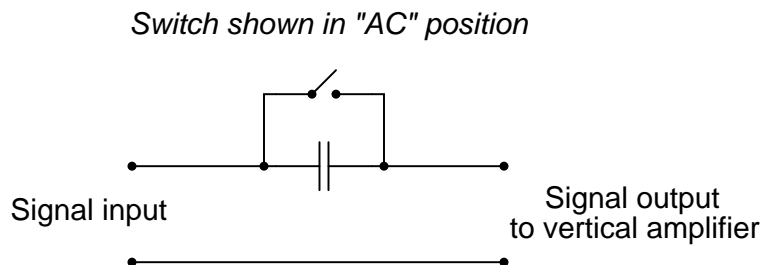 Switch shown in "AC" position
Signal input
Signal output
to vertical amplifier